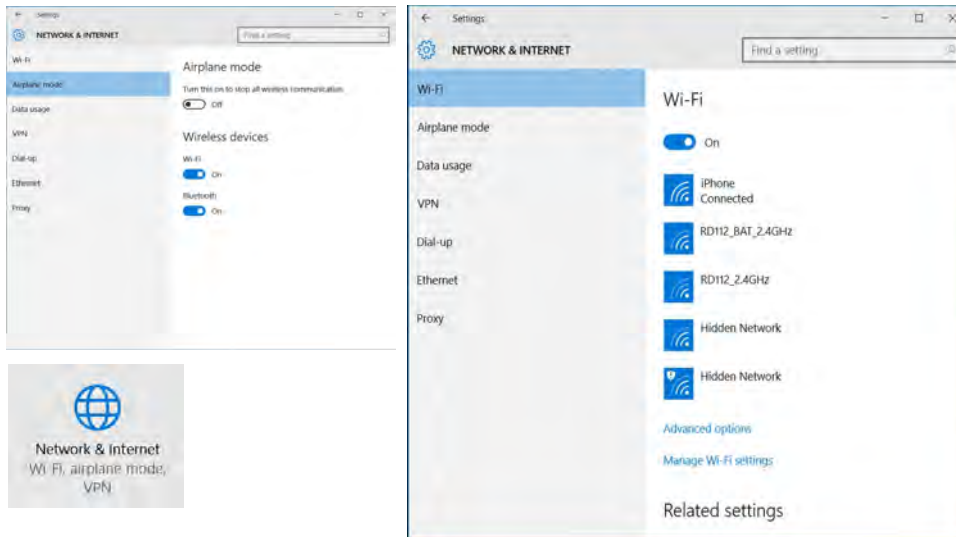 Settings
NETWORK & INTERNET
Find a setting
Wi-Fi
Airplane mode
Data usage
VPN
Dial-up
Ethernet
Proxy
Airplane mode
Turn this on to stop all wireless communication
Off
Wireless devices
Wi-Fi
On
Bluetooth
On
Network & Internet
Wi-Fi, airplane mode,
VPN
Settings
NETWORK & INTERNET
Find a setting
Wi-Fi
Airplane mode
Data usage
VPN
Dial-up
Ethernet
Proxy
Wi-Fi
On
iPhone
Connected
RD112_BAT_2.4GHz
RD112_2.4GHz
Hidden Network
Hidden Network
Advanced options
Manage Wi-Fi settings
Related settings